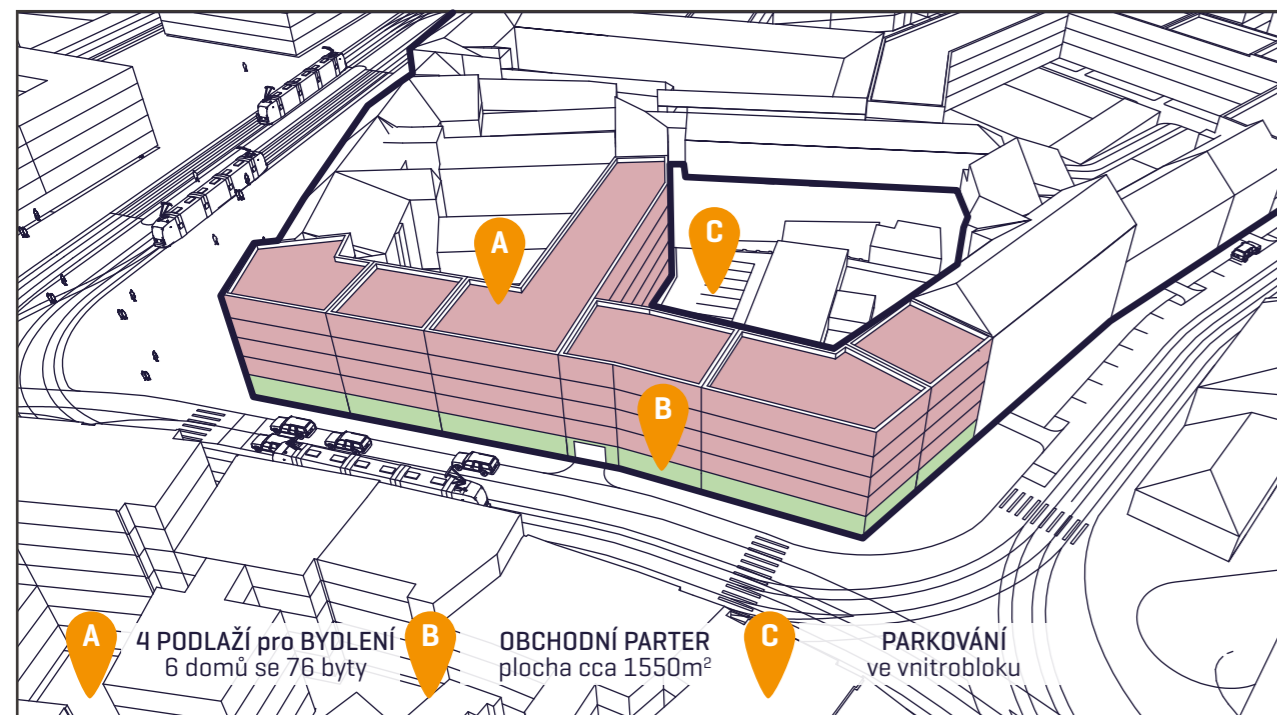 A
C
B
A
4 PODLAŽÍ pro BYDLENÍ
6 domů se 76 byty
B
OBCHODNÍ PARTER
plocha cca 1550m²
C
PARKOVÁNÍ
ve vnitrobloku